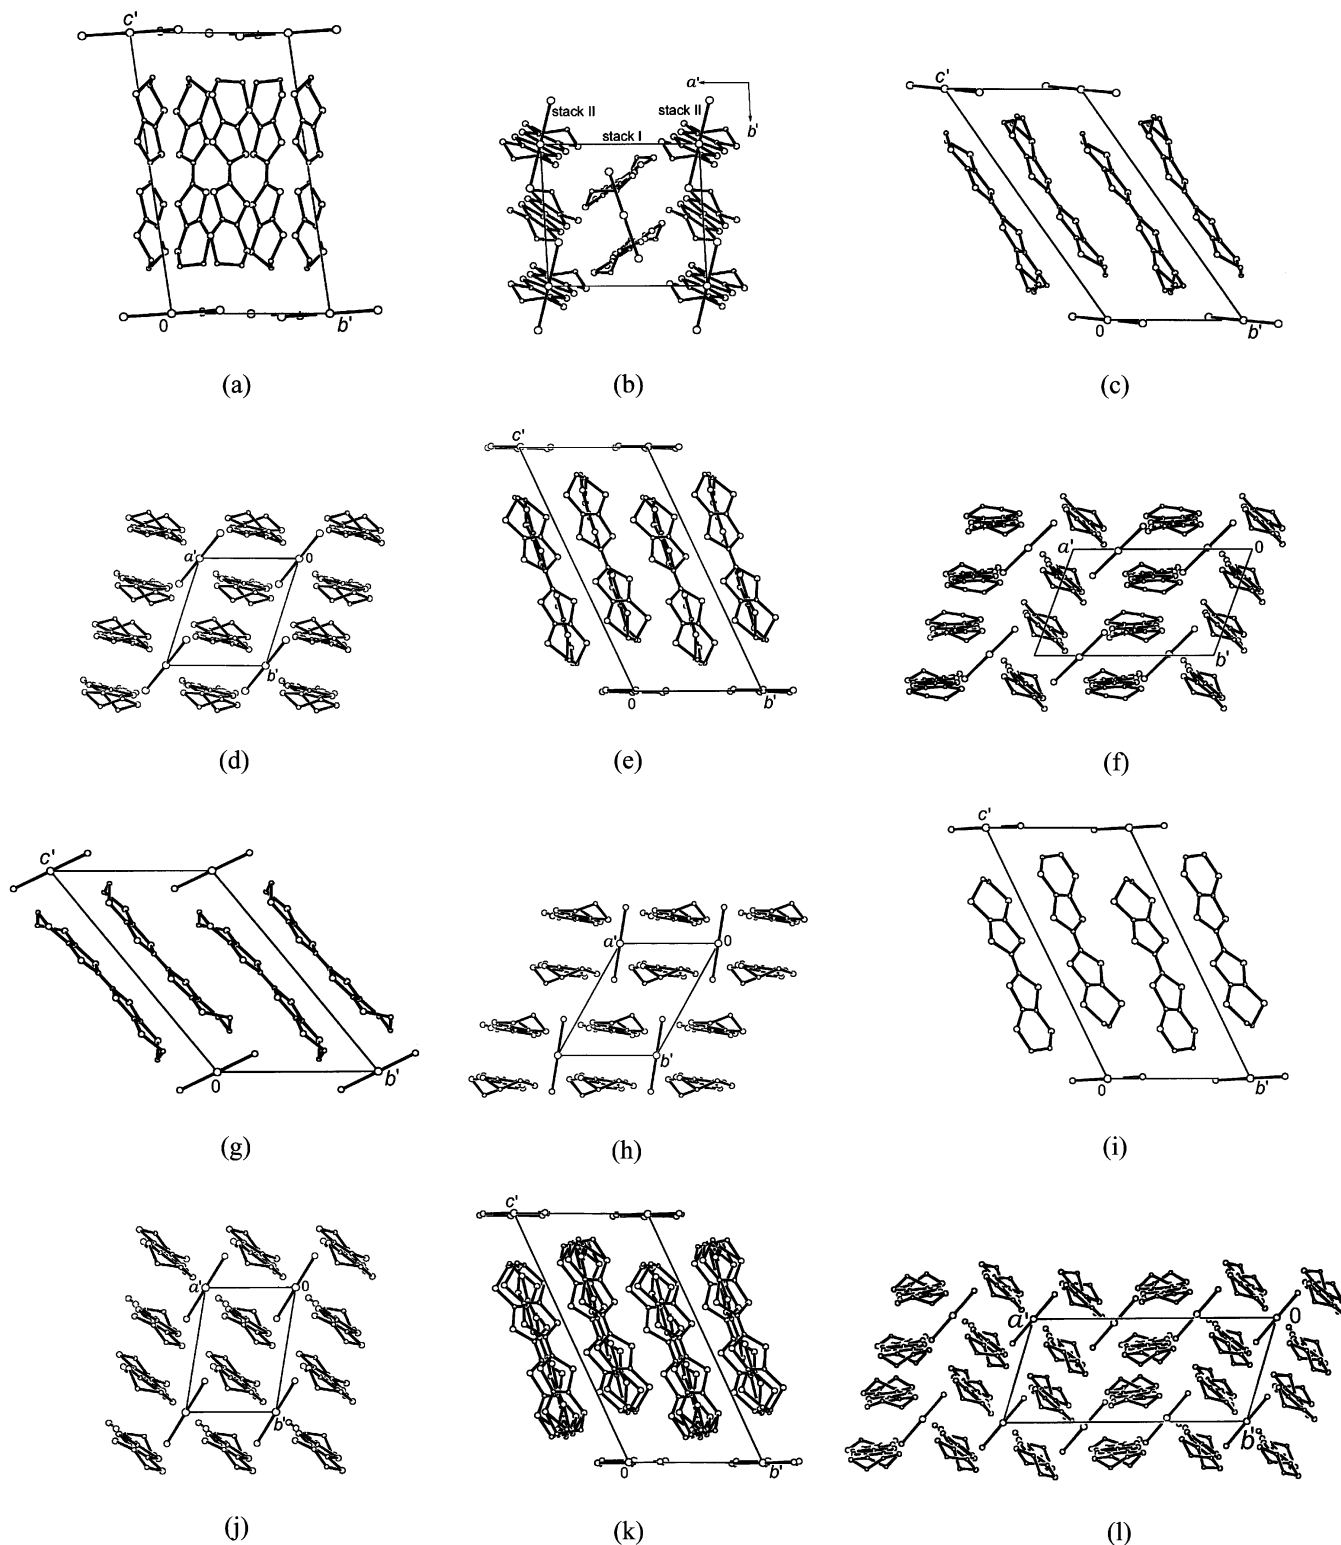 c'
0
b'
(a)
a'
b'
stack II
stack I
stack II
(b)
c'
0
b'
(c)
a'
0
b'
(d)
c'
0
b'
(e)
a'
0
b'
(f)
c'
0
b'
(g)
a'
0
b'
(h)
c'
0
b'
(i)
a'
0
b'
(j)
c'
0
b'
(k)
a'
0
b'
(l)